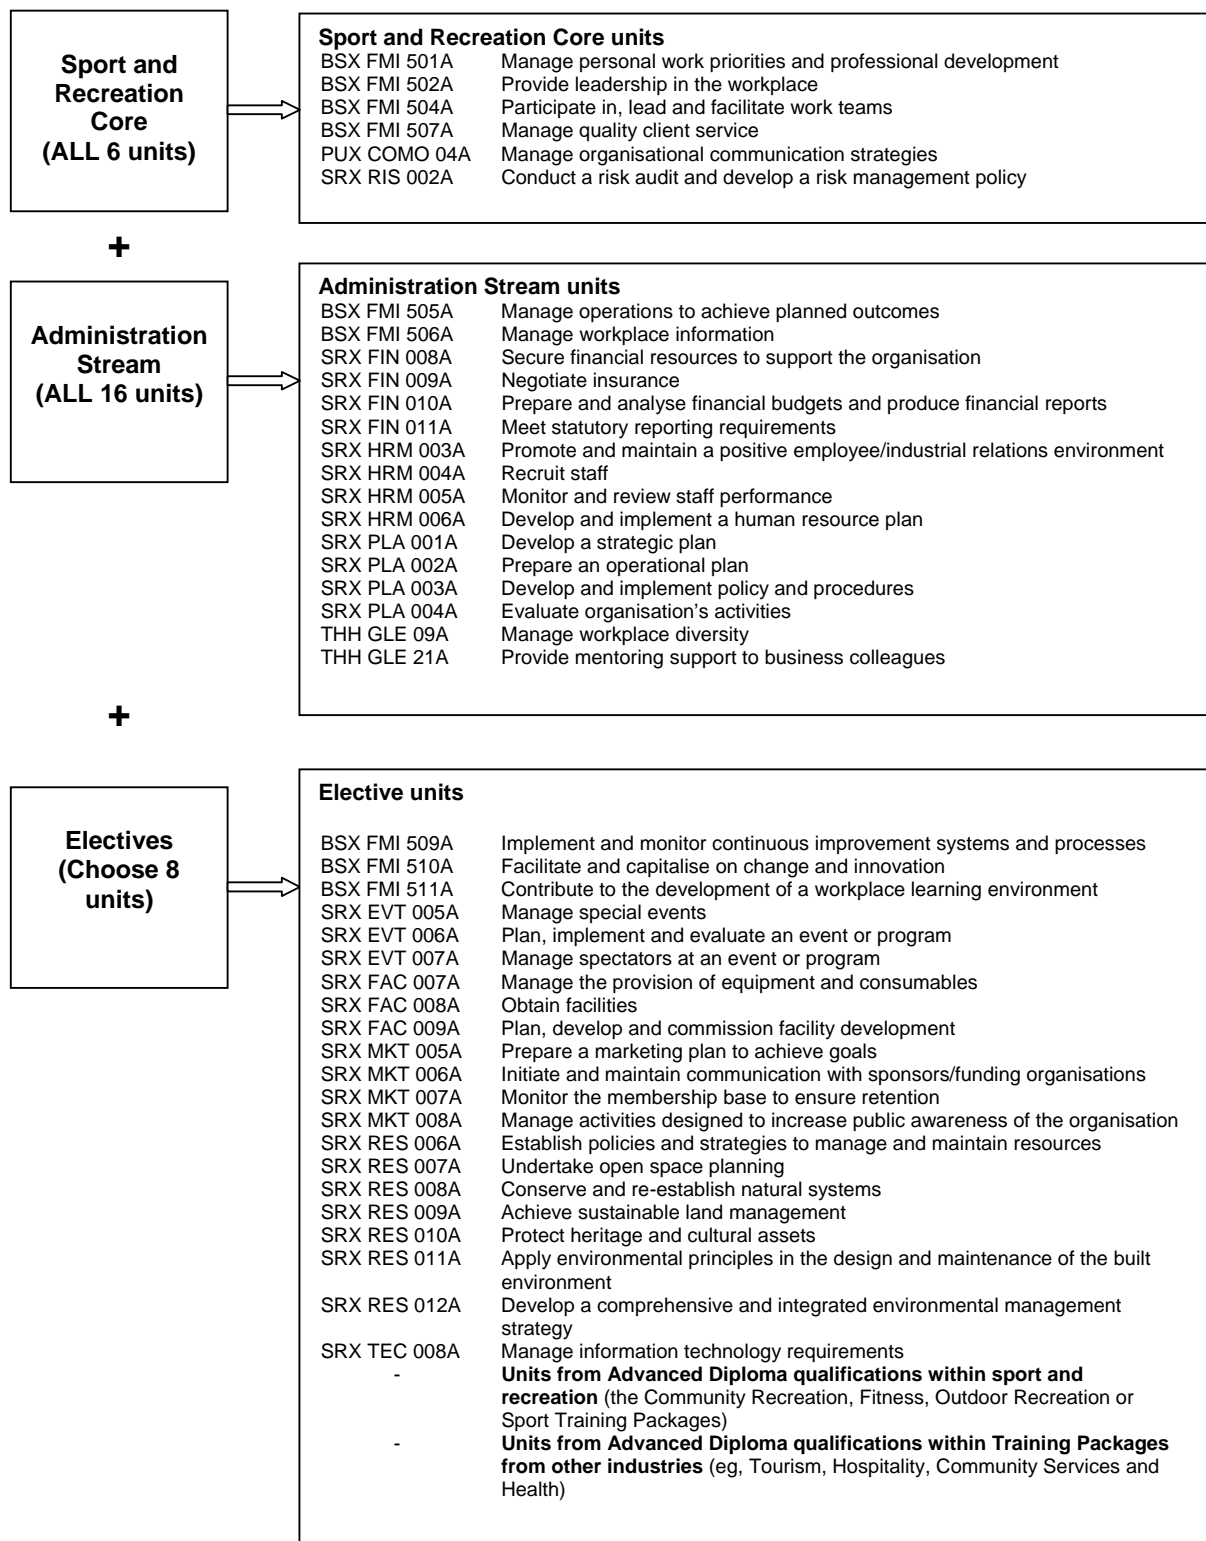 Sport and
Recreation
Core
(ALL 6 units)
Sport and Recreation Core units
BSX FMI 501A Manage personal work priorities and professional development
BSX FMI 502A Provide leadership in the workplace
BSX FMI 504A Participate in, lead and facilitate work teams
BSX FMI 507A Manage quality client service
PUX COMO 04A Manage organisational communication strategies
SRX RIS 002A Conduct a risk audit and develop a risk management policy
+
Administration
Stream
(ALL 16 units)
Administration Stream units
BSX FMI 505A Manage operations to achieve planned outcomes
BSX FMI 506A Manage workplace information
SRX FIN 008A Secure financial resources to support the organisation
SRX FIN 009A Negotiate insurance
SRX FIN 010A Prepare and analyse financial budgets and produce financial reports
SRX FIN 011A Meet statutory reporting requirements
SRX HRM 003A Promote and maintain a positive employee/industrial relations environment
SRX HRM 004A Recruit staff
SRX HRM 005A Monitor and review staff performance
SRX HRM 006A Develop and implement a human resource plan
SRX PLA 001A Develop a strategic plan
SRX PLA 002A Prepare an operational plan
SRX PLA 003A Develop and implement policy and procedures
SRX PLA 004A Evaluate organisation's activities
THH GLE 09A Manage workplace diversity
THH GLE 21A Provide mentoring support to business colleagues
+
Electives
(Choose 8
units)
Elective units
BSX FMI 509A Implement and monitor continuous improvement systems and processes
BSX FMI 510A Facilitate and capitalise on change and innovation
BSX FMI 511A Contribute to the development of a workplace learning environment
SRX EVT 005A Manage special events
SRX EVT 006A Plan, implement and evaluate an event or program
SRX EVT 007A Manage spectators at an event or program
SRX FAC 007A Manage the provision of equipment and consumables
SRX FAC 008A Obtain facilities
SRX FAC 009A Plan, develop and commission facility development
SRX MKT 005A Prepare a marketing plan to achieve goals
SRX MKT 006A Initiate and maintain communication with sponsors/funding organisations
SRX MKT 007A Monitor the membership base to ensure retention
SRX MKT 008A Manage activities designed to increase public awareness of the organisation
SRX RES 006A Establish policies and strategies to manage and maintain resources
SRX RES 007A Undertake open space planning
SRX RES 008A Conserve and re-establish natural systems
SRX RES 009A Achieve sustainable land management
SRX RES 010A Protect heritage and cultural assets
SRX RES 011A Apply environmental principles in the design and maintenance of the built
environment
SRX RES 012A Develop a comprehensive and integrated environmental management
strategy
SRX TEC 008A Manage information technology requirements
- Units from Advanced Diploma qualifications within sport and
recreation (the Community Recreation, Fitness, Outdoor Recreation or
Sport Training Packages)
- Units from Advanced Diploma qualifications within Training Packages
from other industries (eg, Tourism, Hospitality, Community Services and
Health)